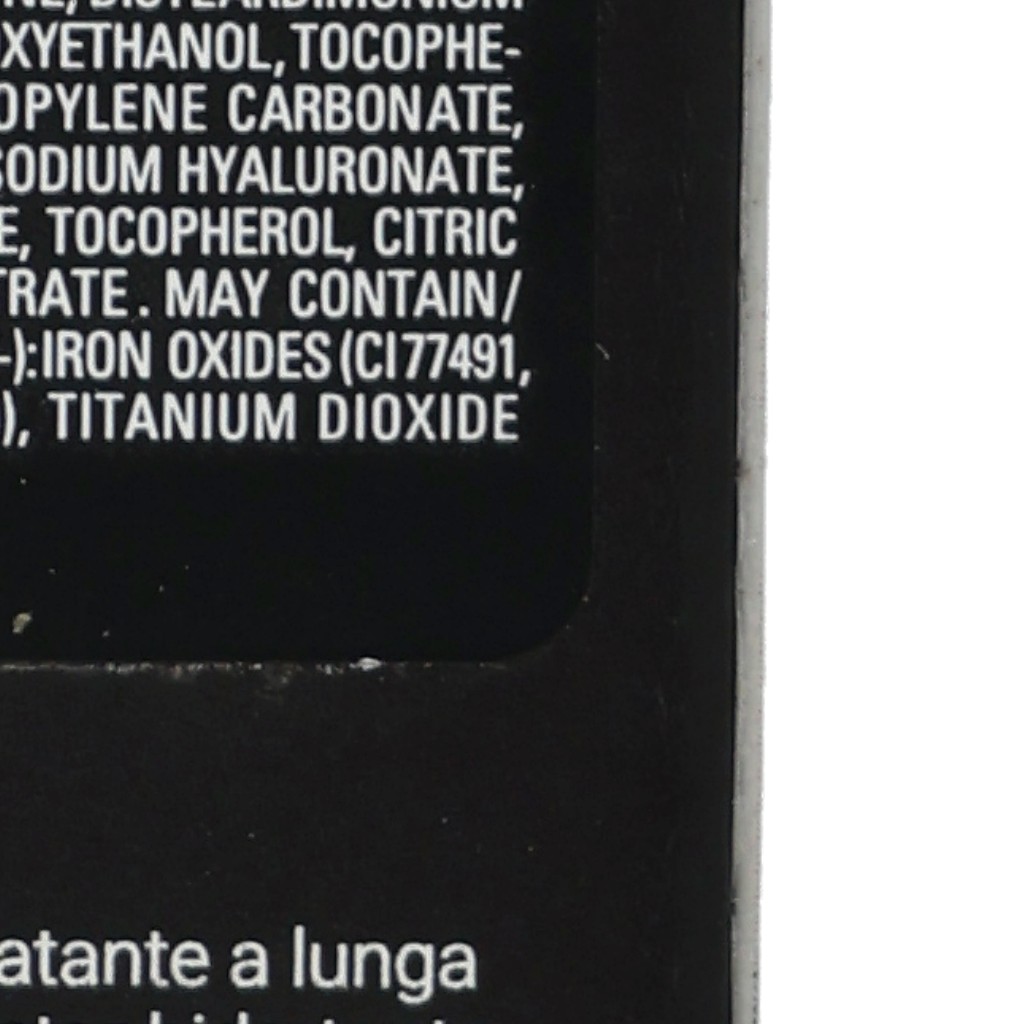 DISTEARDIMONIUM
XYETHANOL, TOCOPHE-
OPYLENE CARBONATE,
SODIUM HYALURONATE,
E, TOCOPHEROL, CITRIC
TRATE. MAY CONTAIN/
-): IRON OXIDES (CI 77491,
), TITANIUM DIOXIDE
atante a lunga